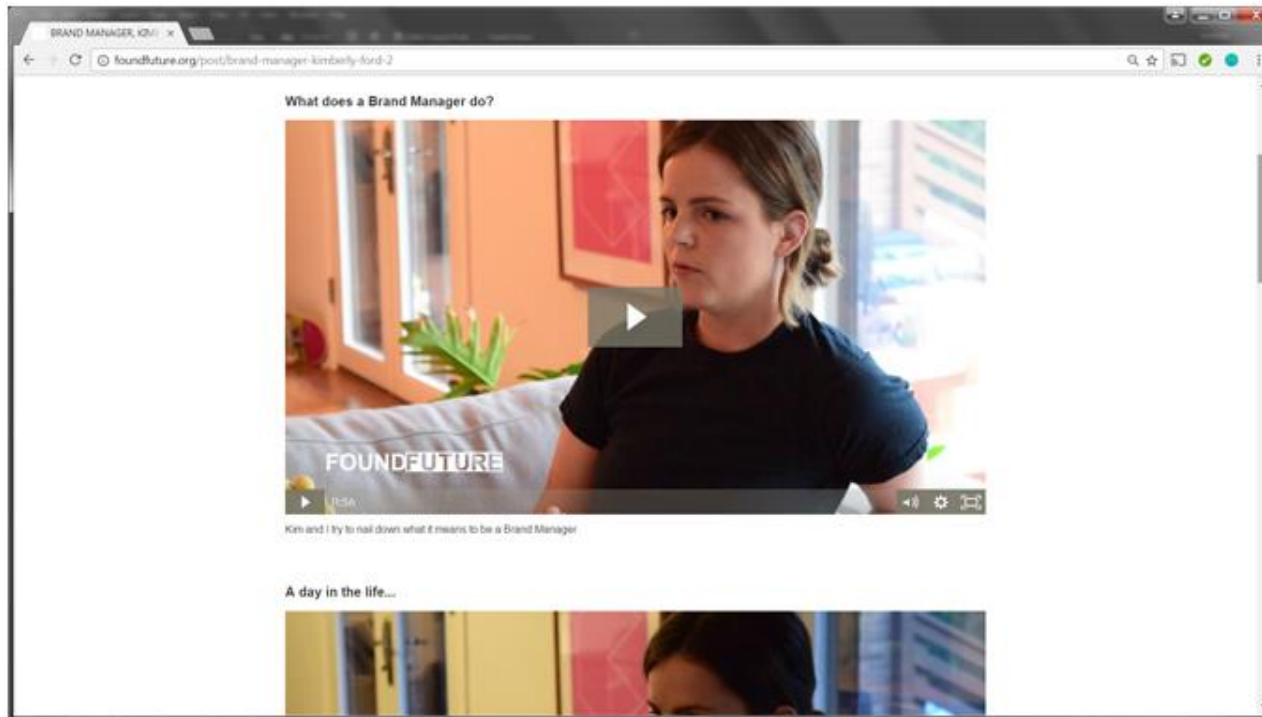 BRAND MANAGER, KIM
foundfuture.org/post/brand-manager-kimberly-ford-2
What does a Brand Manager do?
FOUNDFUTURE
Kim and I try to nail down what it means to be a Brand Manager
A day in the life...